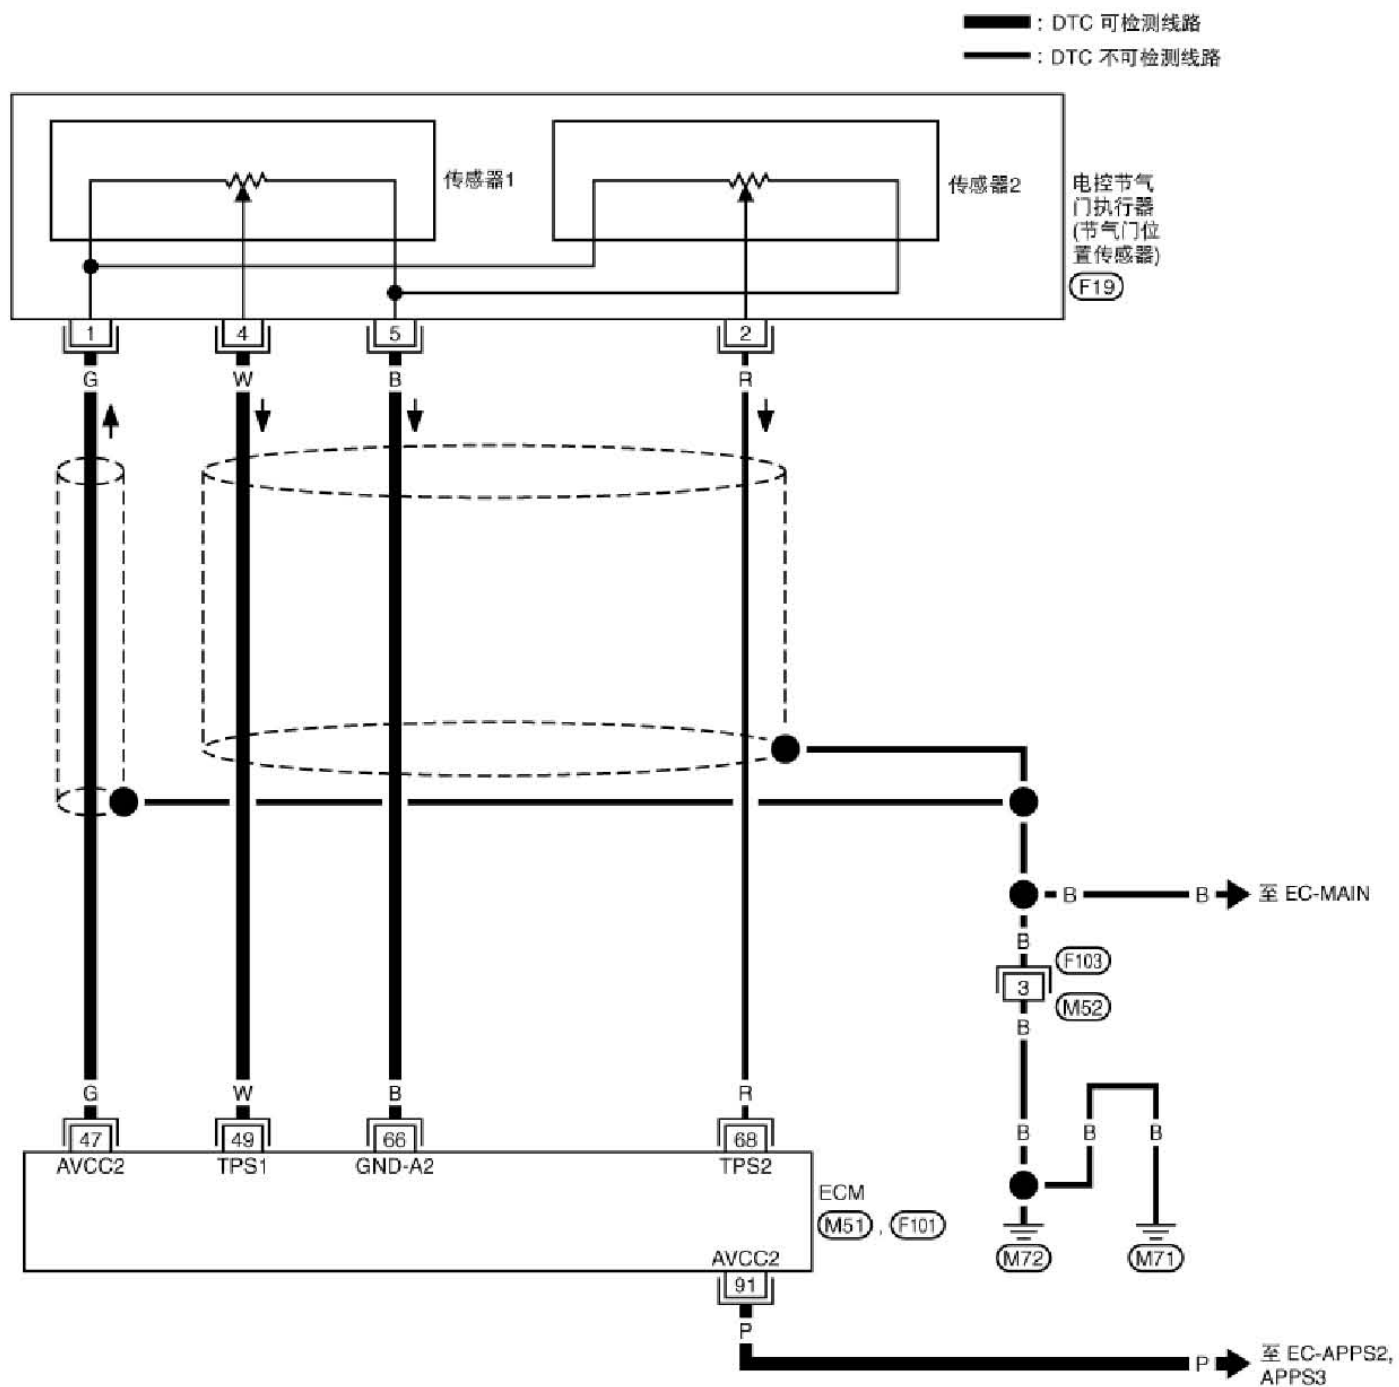 : DTC 可检测线路
: DTC 不可检测线路
传感器1
传感器2
电控节气
门执行器
(节气门位
置传感器)
F19
1
4
5
2
G
W
B
R
B
B
至 EC-MAIN
B
F103
3
M52
B
G
W
B
R
B
B
B
47
49
66
68
AVCC2
TPS1
GND-A2
TPS2
ECM
M51 , F101
M72
M71
AVCC2
91
P
P
至 EC-APPS2,
APPS3